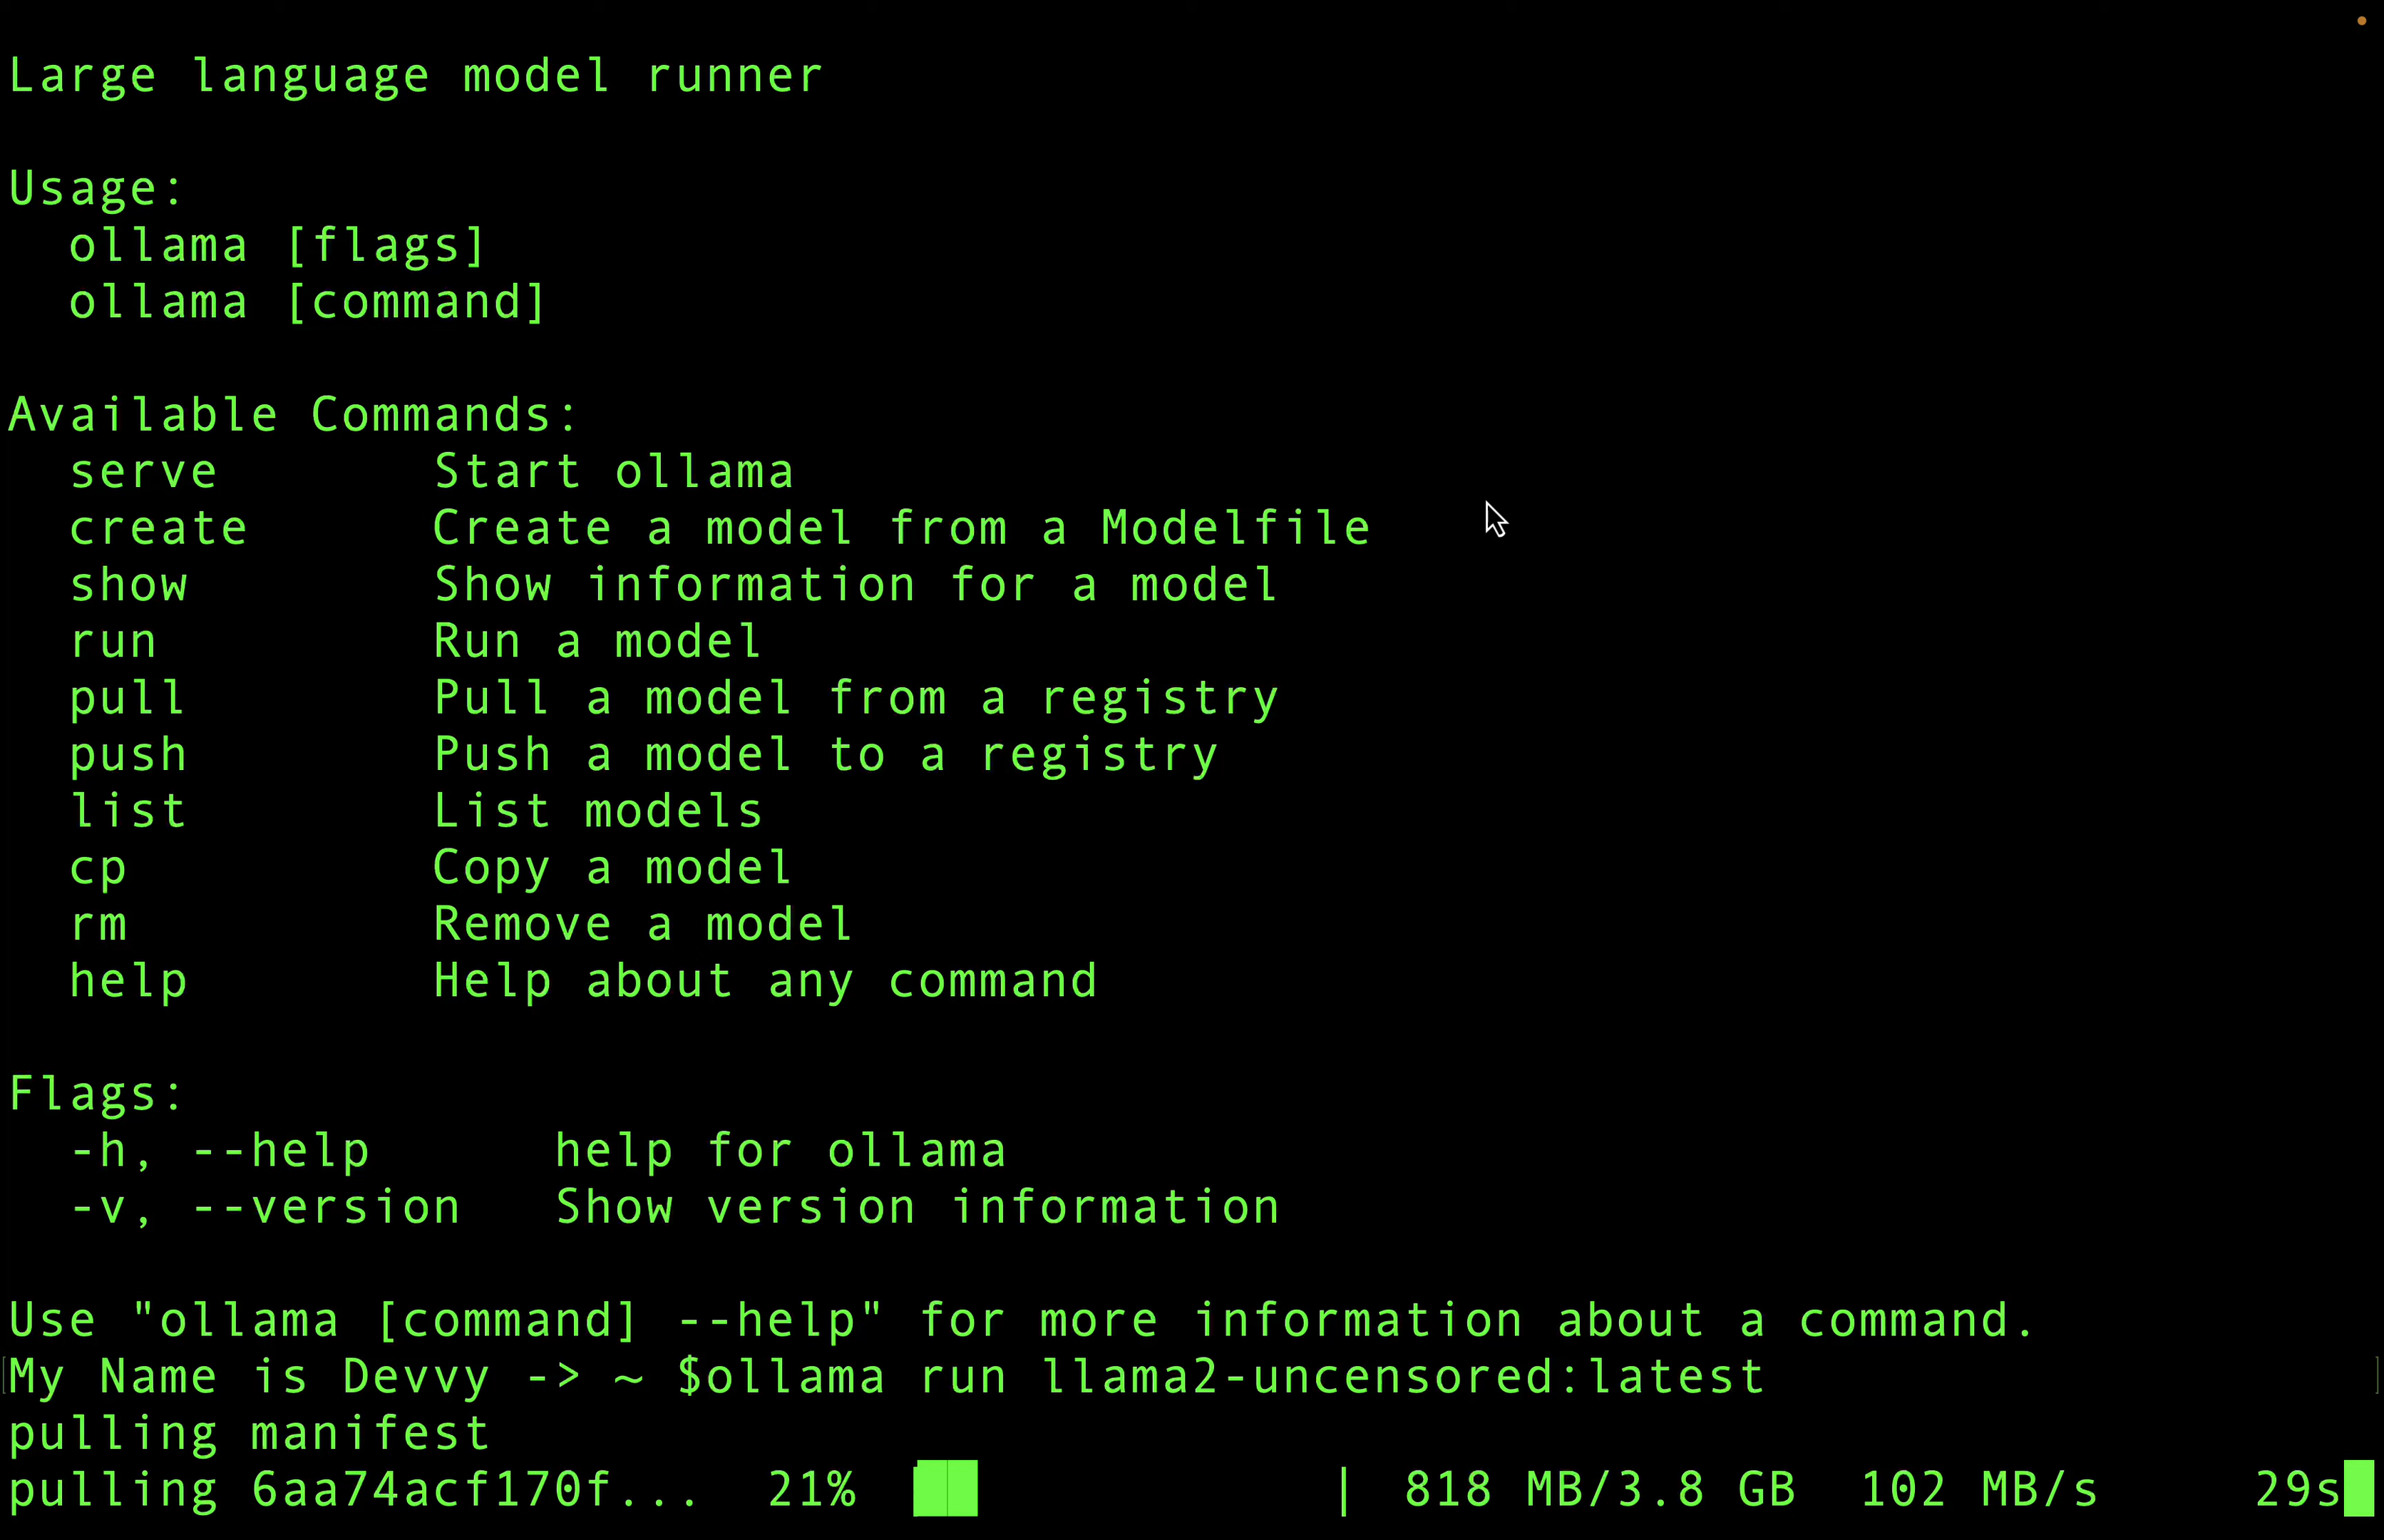 Large language model runner
Usage:
ollama [flags]
ollama [command]
Available Commands:
serve Start ollama
create Create a model from a Modelfile
show Show information for a model
run Run a model
pull Pull a model from a registry
push Push a model to a registry
list List models
cp Copy a model
rm Remove a model
help Help about any command
Flags:
-h, --help help for ollama
-v, --version Show version information
Use "ollama [command] --help" for more information about a command.
My Name is Devvy -> ~ $ollama run llama2-uncensored:latest
pulling manifest
pulling 6aa74acf170f... 21% | 818 MB/3.8 GB 102 MB/s 29s